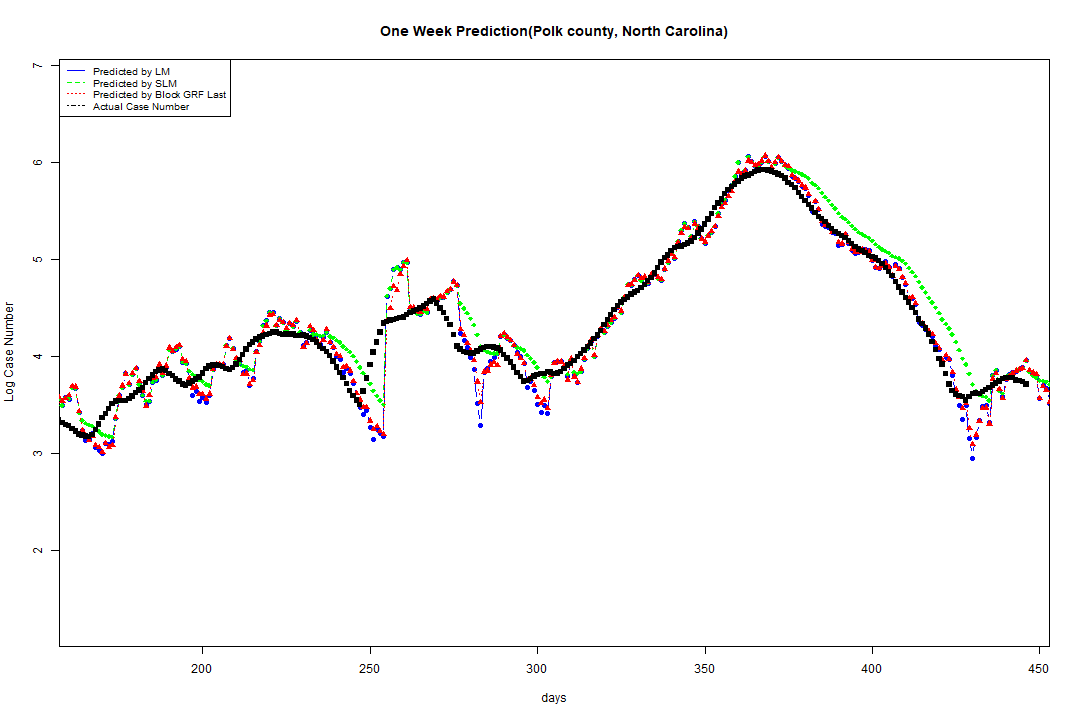 One Week Prediction(Polk county, North Carolina)
Predicted by LM
Predicted by SLM
Predicted by Block GRF Last
Actual Case Number
7
6
5
4
3
2
Log Case Number
200 250 300 350 400 450
days